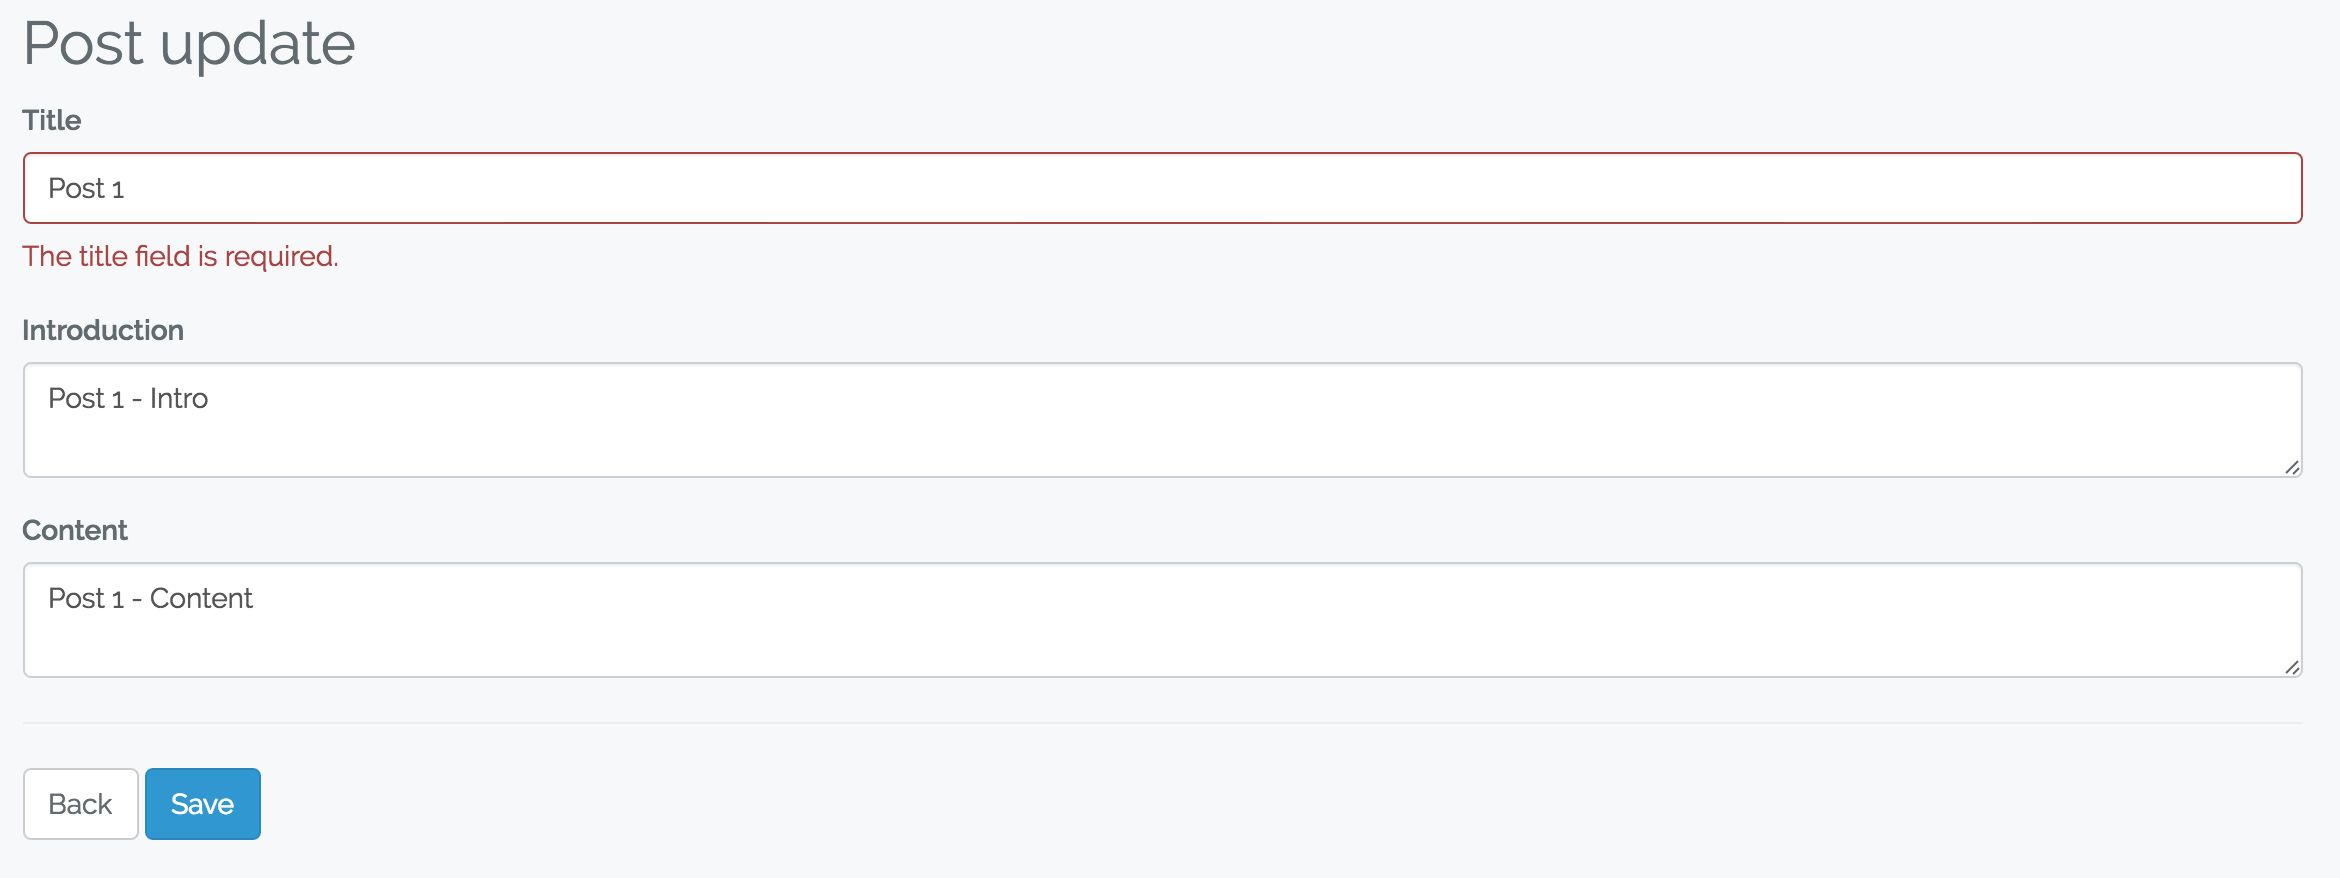 Post update
Title
Post 1
The title field is required.
Introduction
Post 1 - Intro
Content
Post 1 - Content
Back
Save